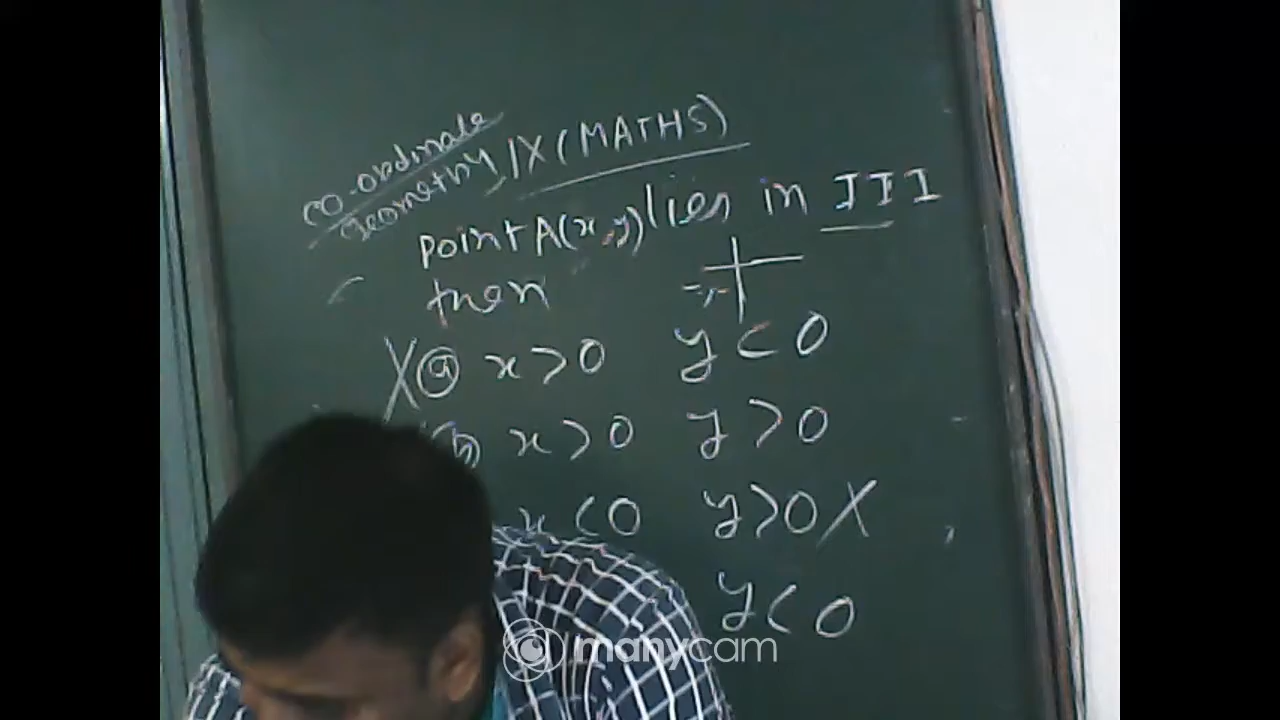 co-ordinate
Geometry/IX (MATHS)
point A(x,y) lies in III
then
-,-
X (a) x>0 y<0
(b) x>0 y>0
x<0 y>0 X
y<0
manycam